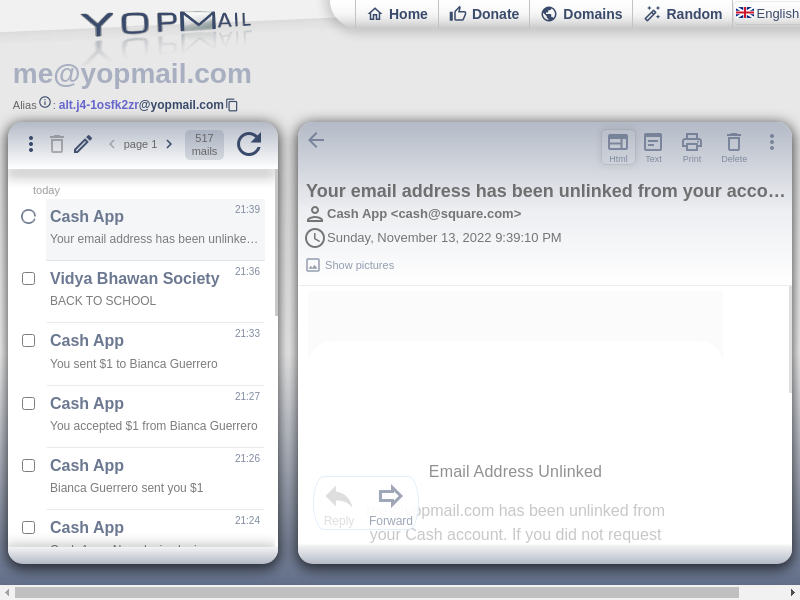 YOPMail
Home
Donate
Domains
Random
English
me@yopmail.com
Alias : alt.j4-1osfk2zr@yopmail.com
page 1
517
mails
today
Cash App 21:39
Your email address has been unlinke…
Vidya Bhawan Society 21:36
BACK TO SCHOOL
Cash App 21:33
You sent $1 to Bianca Guerrero
Cash App 21:27
You accepted $1 from Bianca Guerrero
Cash App 21:26
Bianca Guerrero sent you $1
Cash App 21:24
Html
Text
Print
Delete
Your email address has been unlinked from your acco…
Cash App <cash@square.com>
Sunday, November 13, 2022 9:39:10 PM
Show pictures
Email Address Unlinked
opmail.com has been unlinked from
your Cash account. If you did not request
Reply
Forward